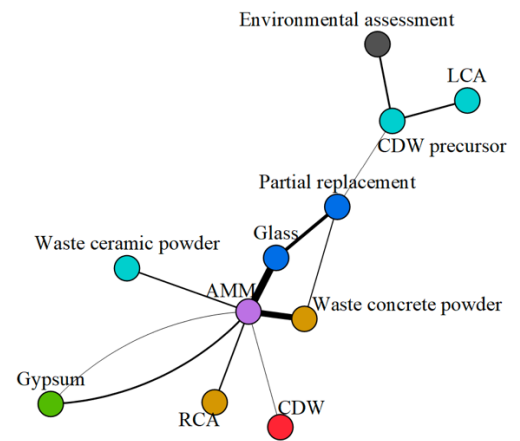 Environmental assessment
LCA
CDW precursor
Partial replacement
Glass
Waste ceramic powder
AMM
Waste concrete powder
Gypsum
RCA
CDW